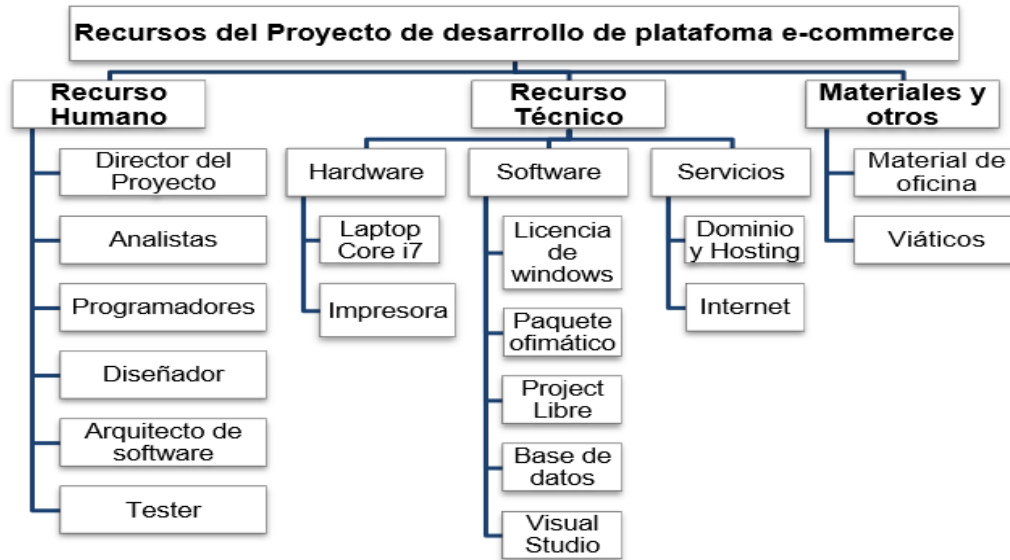 Recursos del Proyecto de desarrollo de platafoma e-commerce
Recurso
Humano
Director del
Proyecto
Analistas
Programadores
Diseñador
Arquitecto de
software
Tester
Recurso
Técnico
Hardware
Laptop
Core i7
Impresora
Software
Licencia
de
windows
Paquete
ofimático
Project
Libre
Base de
datos
Visual
Studio
Servicios
Dominio
y Hosting
Internet
Materiales y
otros
Material de
oficina
Viáticos